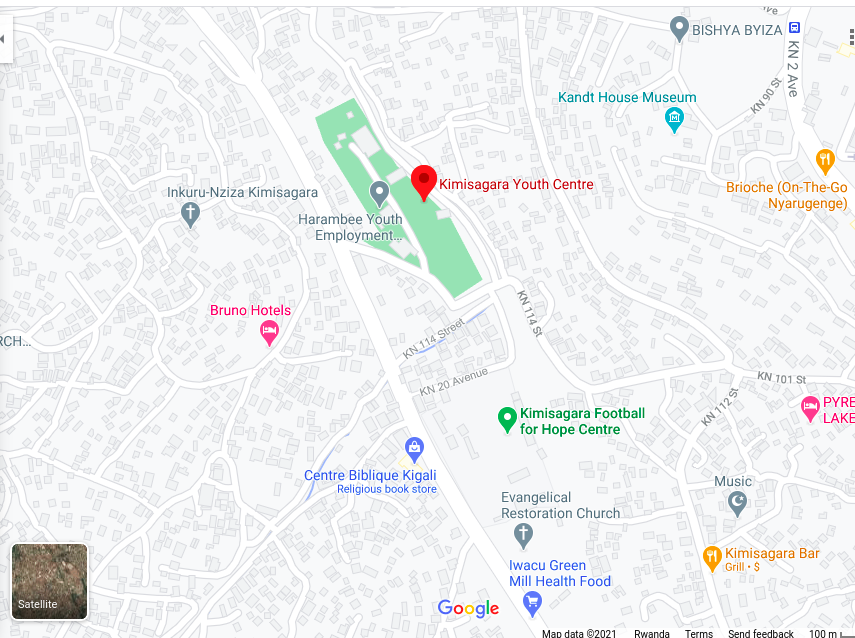 BISHYA BYIZA
KN 2 Ave
KN 90 St
Kandt House Museum
Brioche (On-The-Go
Nyarugenge)
Kimisagara Youth Centre
Inkuru-Nziza Kimisagara
Harambee Youth
Employment...
Bruno Hotels
RCH...
KN 114 Street
KN 114 St
KN 20 Avenue
KN 101 St
KN 112 St
PYRE
LAKE
Kimisagara Football
for Hope Centre
Centre Biblique Kigali
Religious book store
Music
Evangelical
Restoration Church
Kimisagara Bar
Grill • $
Iwacu Green
Mill Health Food
Satellite
Google
Map data ©2021 Rwanda Terms Send feedback 100 m